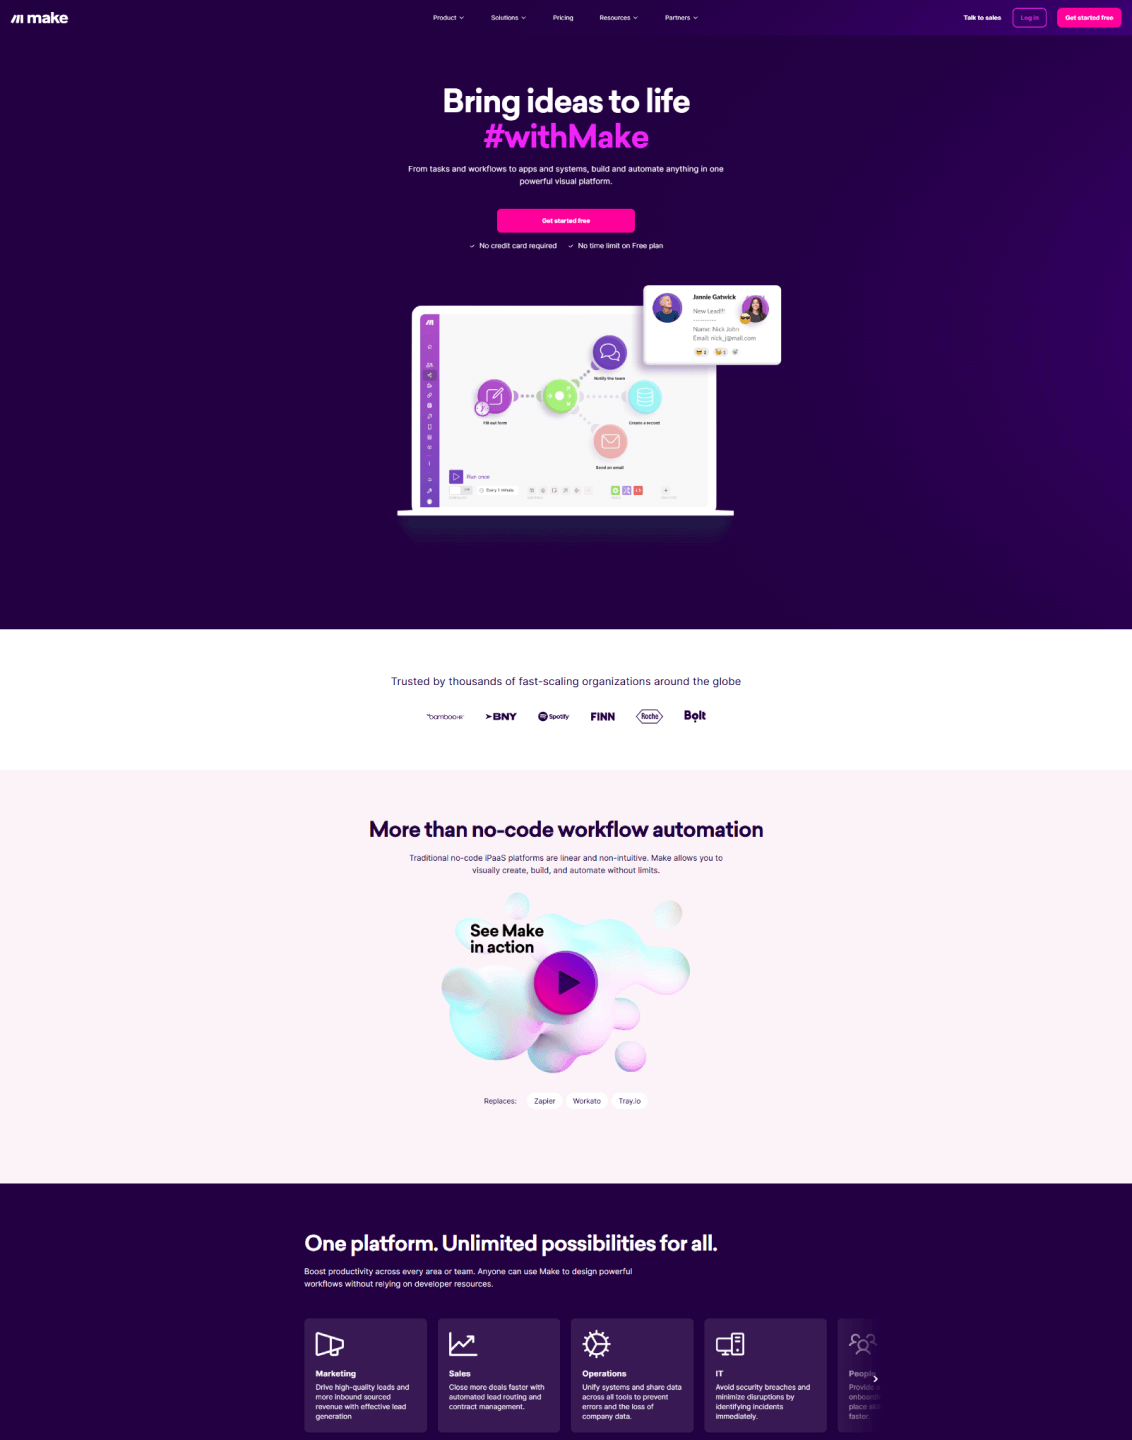 make
Product
Solutions
Pricing
Resources
Partners
Talk to sales
Log in
Get started free
Bring ideas to life
#withMake
From tasks and workflows to apps and systems, build and automate anything in one
powerful visual platform.
Get started free
No credit card required
No time limit on Free plan
Jannie Gatwick
New Lead!!!
----------
Name: Nick John
Email: nick_j@mail.com
Notify the team
Fill out form
Create a record
Send an email
Run once
Every 1 minute
Trusted by thousands of fast-scaling organizations around the globe
bambooHR
BNY
Spotify
FINN
Roche
Bolt
More than no-code workflow automation
Traditional no-code iPaaS platforms are linear and non-intuitive. Make allows you to
visually create, build, and automate without limits.
See Make
in action
Replaces:
Zapier
Workato
Tray.io
One platform. Unlimited possibilities for all.
Boost productivity across every area or team. Anyone can use Make to design powerful
workflows without relying on developer resources.
Marketing
Drive high-quality leads and
more inbound sourced
revenue with effective lead
generation
Sales
Close more deals faster with
automated lead routing and
contract management.
Operations
Unify systems and share data
across all tools to prevent
errors and the loss of
company data.
IT
Avoid security breaches and
minimize disruptions by
identifying incidents
immediately.
People
Provide
onboardi
place
faster.